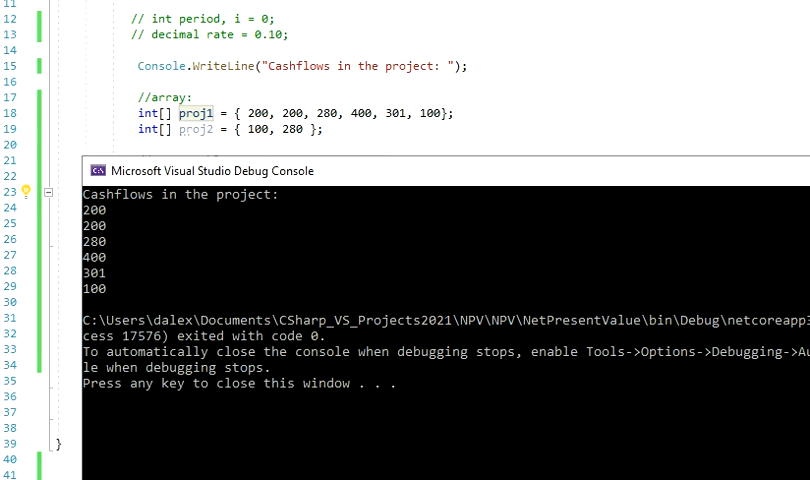 11
12 // int period, i = 0;
13 // decimal rate = 0.10;
14
15 Console.WriteLine("Cashflows in the project: ");
16
17 //array:
18 int[] proj1 = { 200, 200, 280, 400, 301, 100};
19 int[] proj2 = { 100, 280 };
20
21
22 Microsoft Visual Studio Debug Console
23 Cashflows in the project:
24 200
25 200
26 280
27 400
28 301
29 100
30
31 C:\Users\dalex\Documents\CSharp_VS_Projects2021\NPV\NPV\NetPresentValue\bin\Debug\netcoreapp3
32 cess 17576) exited with code 0.
33 To automatically close the console when debugging stops, enable Tools->Options->Debugging->Au
34 le when debugging stops.
35 Press any key to close this window . . .
36
37
38
39 }
40
41